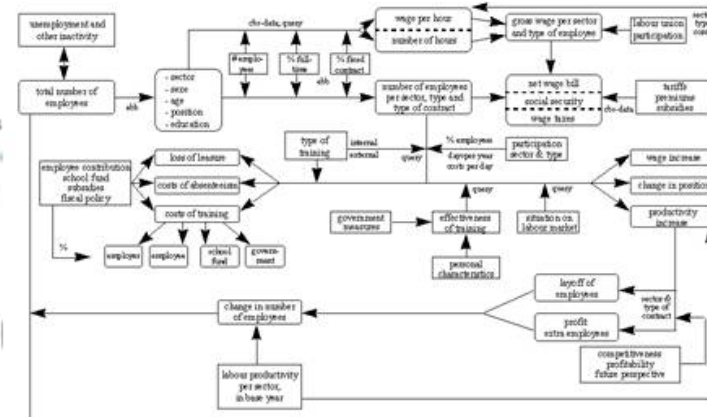 unemployment and
other inactivity
total number of
employees
- sector
- sexe
- age
- position
- education
cbs-data, query
# emplo-
yer
% full-
time
% fixed
contract
wage per hour
number of hours
number of employees
per sector, type and
type of contract
gross wage per sector
and type of employee
labour union
participation
net wage bill
social security
wage taxes
cbs-data
tariffs
premiums
subsidies
employee contribution
school fund
subsidies
fiscal policy
%
loss of leasure
costs of absenteeism
costs of training
employer
employee
school
fund
govern-
ment
type of
training
internal
external
query
% employees
days per year
costs per day
participation
sector & type
wage increase
change in position
productivity
increase
query
query
government
measures
effectiveness
of training
situation on
labour market
personal
characteristics
layoff of
employees
profit
extra employees
sector &
type of
contract
change in number
of employees
competitiveness
profitability
future perspective
labour productivity
per sector,
in base year